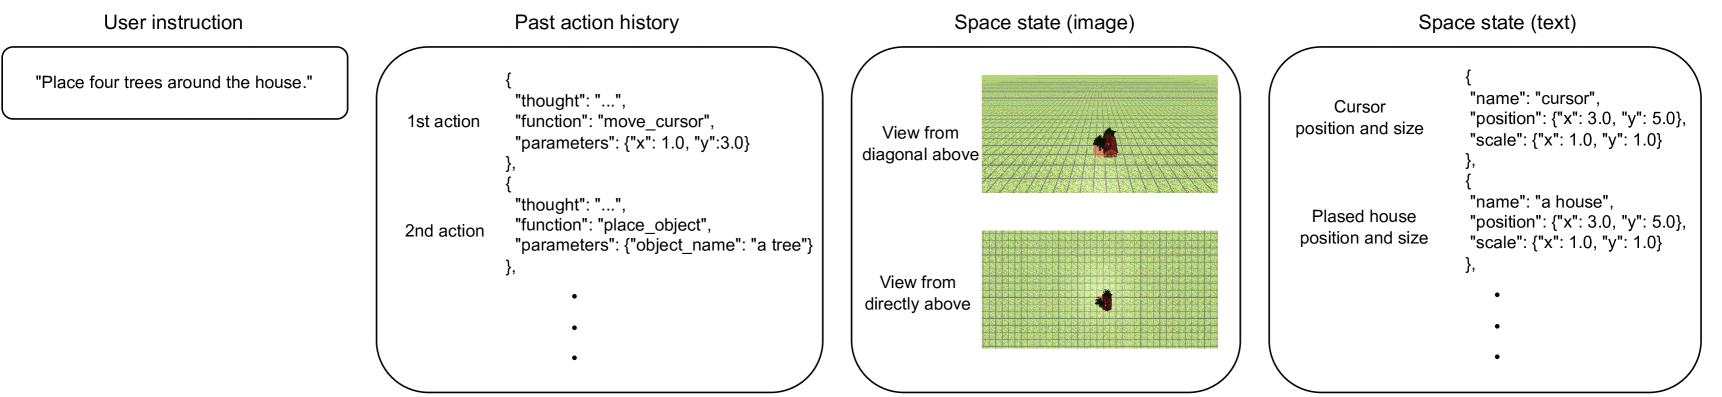 User instruction
"Place four trees around the house."
Past action history
1st action
{
"thought": "...",
"function": "move_cursor",
"parameters": {"x": 1.0, "y":3.0}
},
2nd action
{
"thought": "...",
"function": "place_object",
"parameters": {"object_name": "a tree"}
},
Space state (image)
View from
diagonal above
View from
directly above
Space state (text)
Cursor
position and size
{
"name": "cursor",
"position": {"x": 3.0, "y": 5.0},
"scale": {"x": 1.0, "y": 1.0}
},
Plased house
position and size
{
"name": "a house",
"position": {"x": 3.0, "y": 5.0},
"scale": {"x": 1.0, "y": 1.0}
},